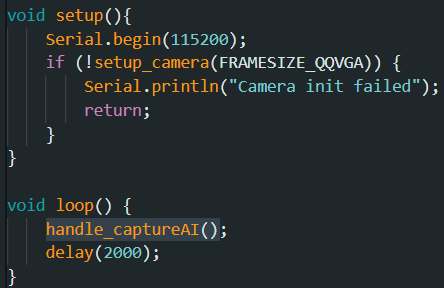 void setup(){
    Serial.begin(115200);
    if (!setup_camera(FRAMESIZE_QQVGA)) {
        Serial.println("Camera init failed");
        return;
    }
}

void loop() {
    handle_captureAI();
    delay(2000);
}